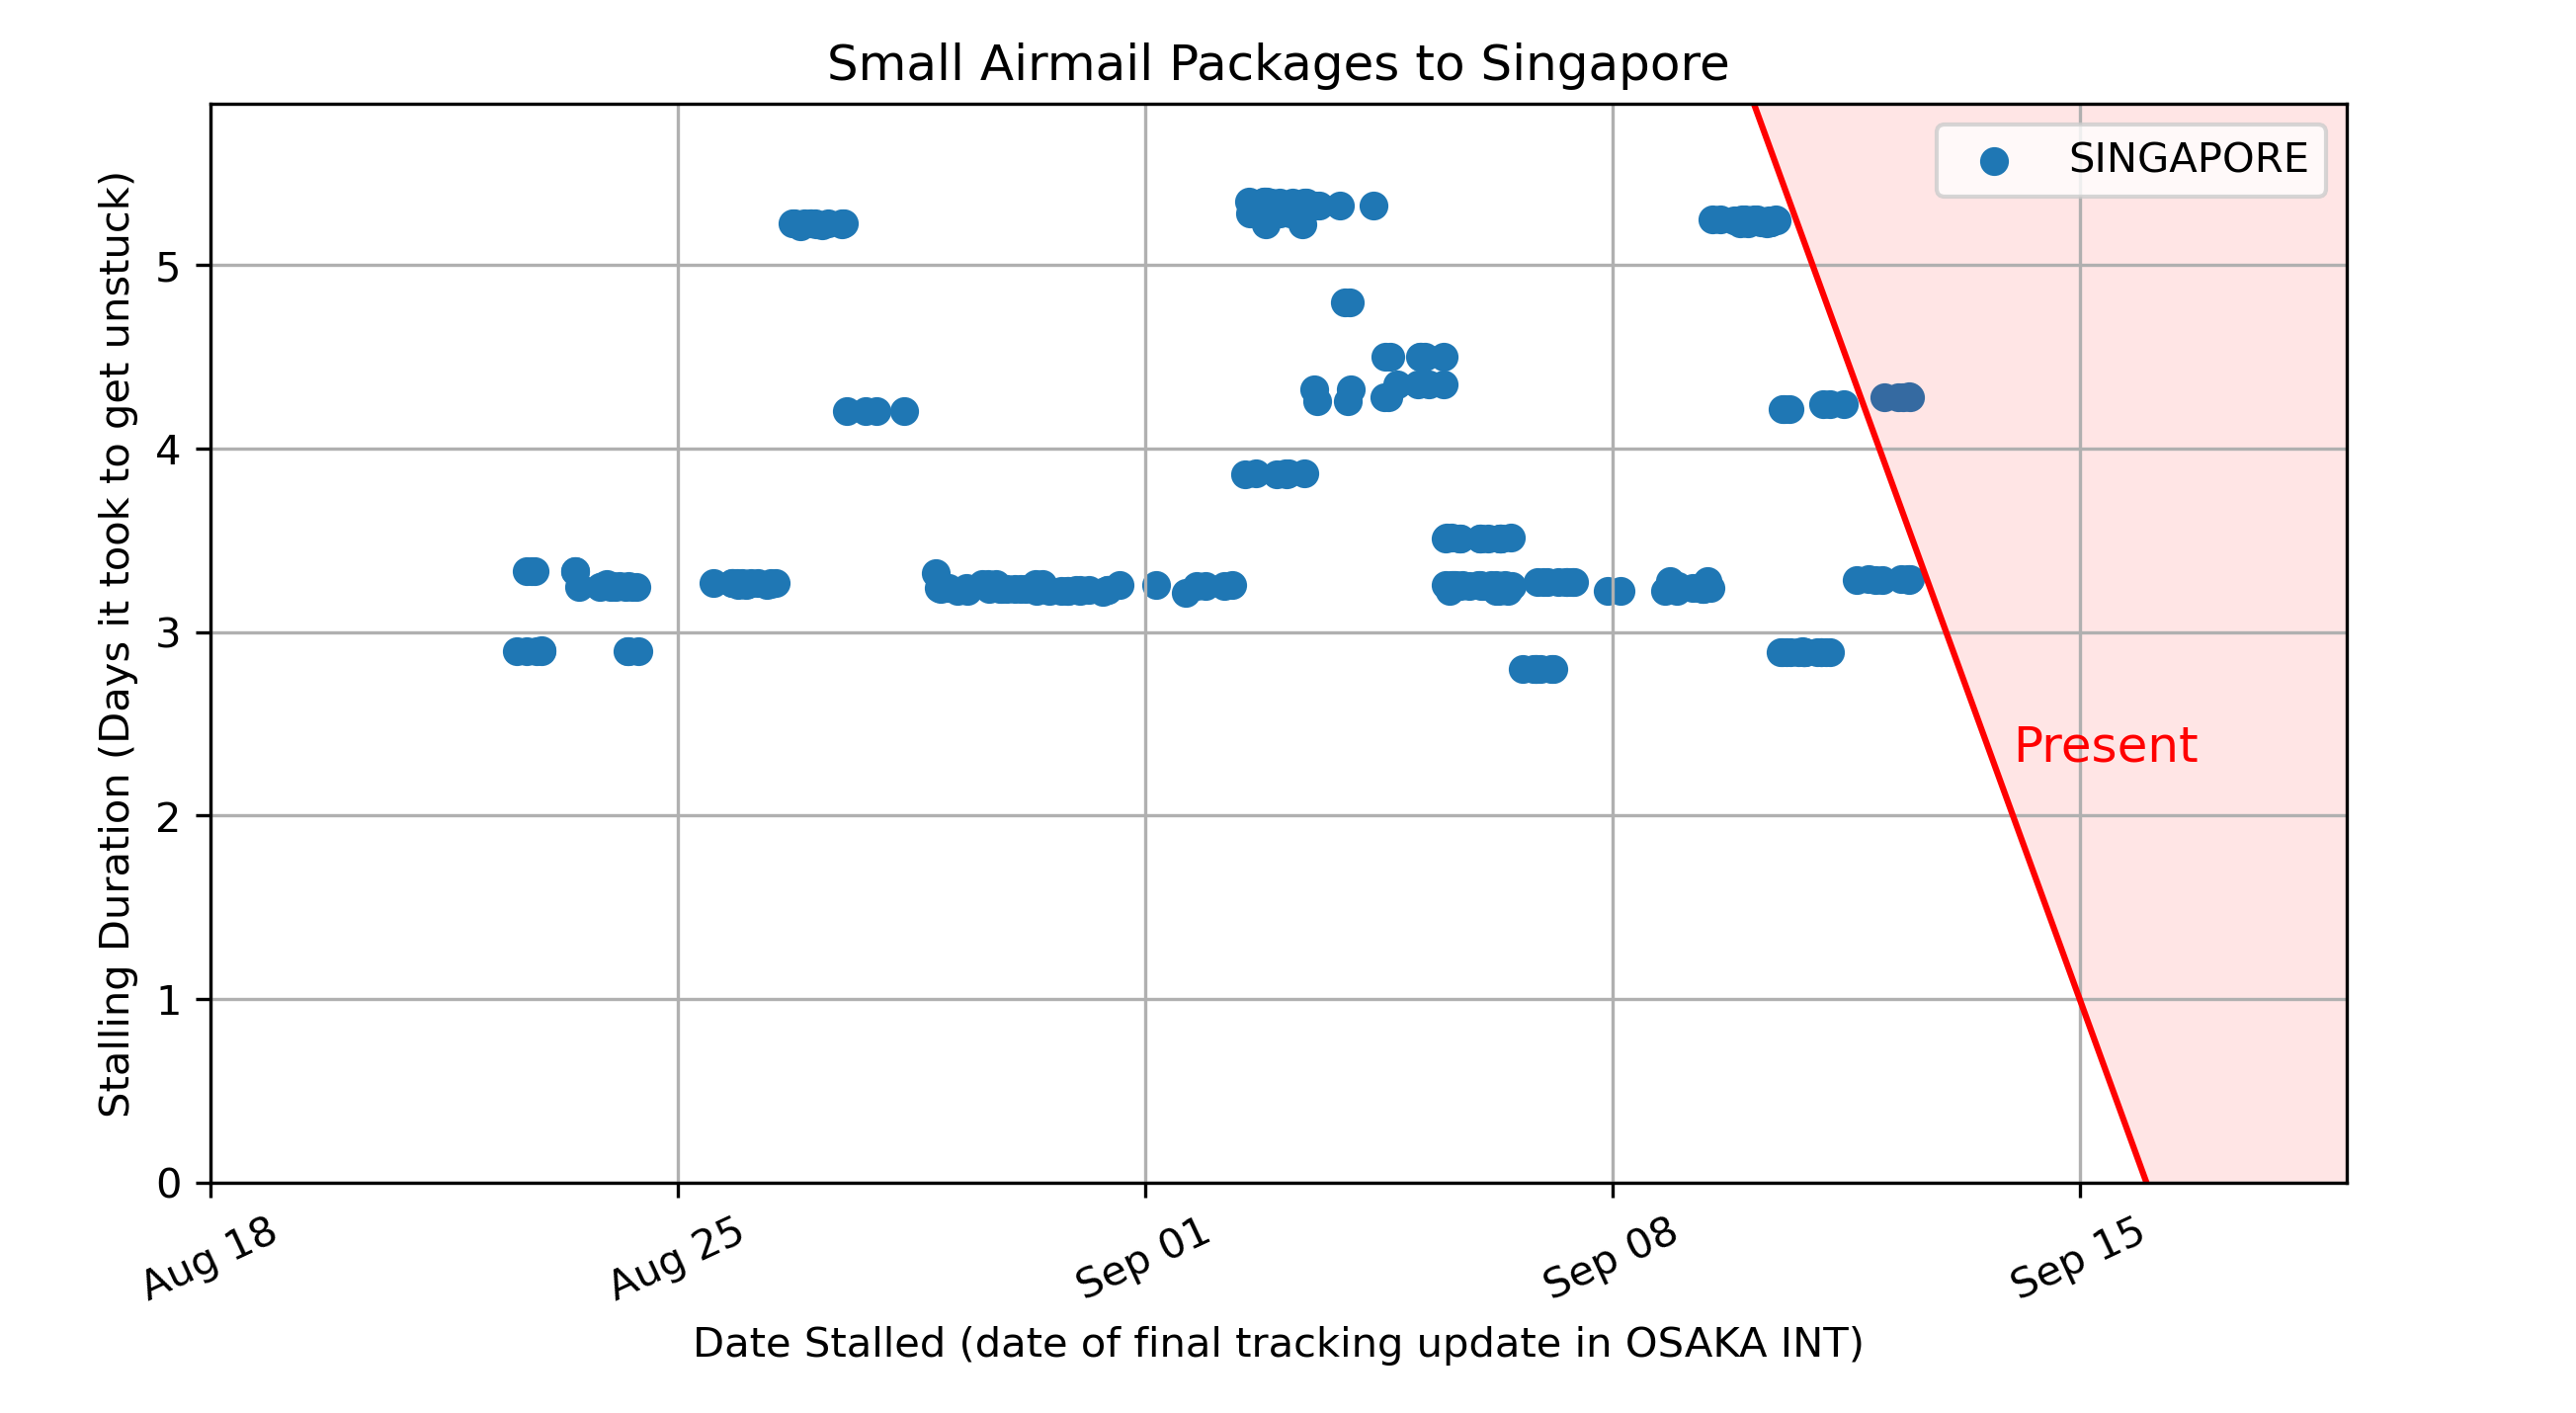 Small Airmail Packages to Singapore
SINGAPORE
Stalling Duration (Days it took to get unstuck)
5
4
3
2
1
0
Present
Aug 18
Aug 25
Sep 01
Sep 08
Sep 15
Date Stalled (date of final tracking update in OSAKA INT)